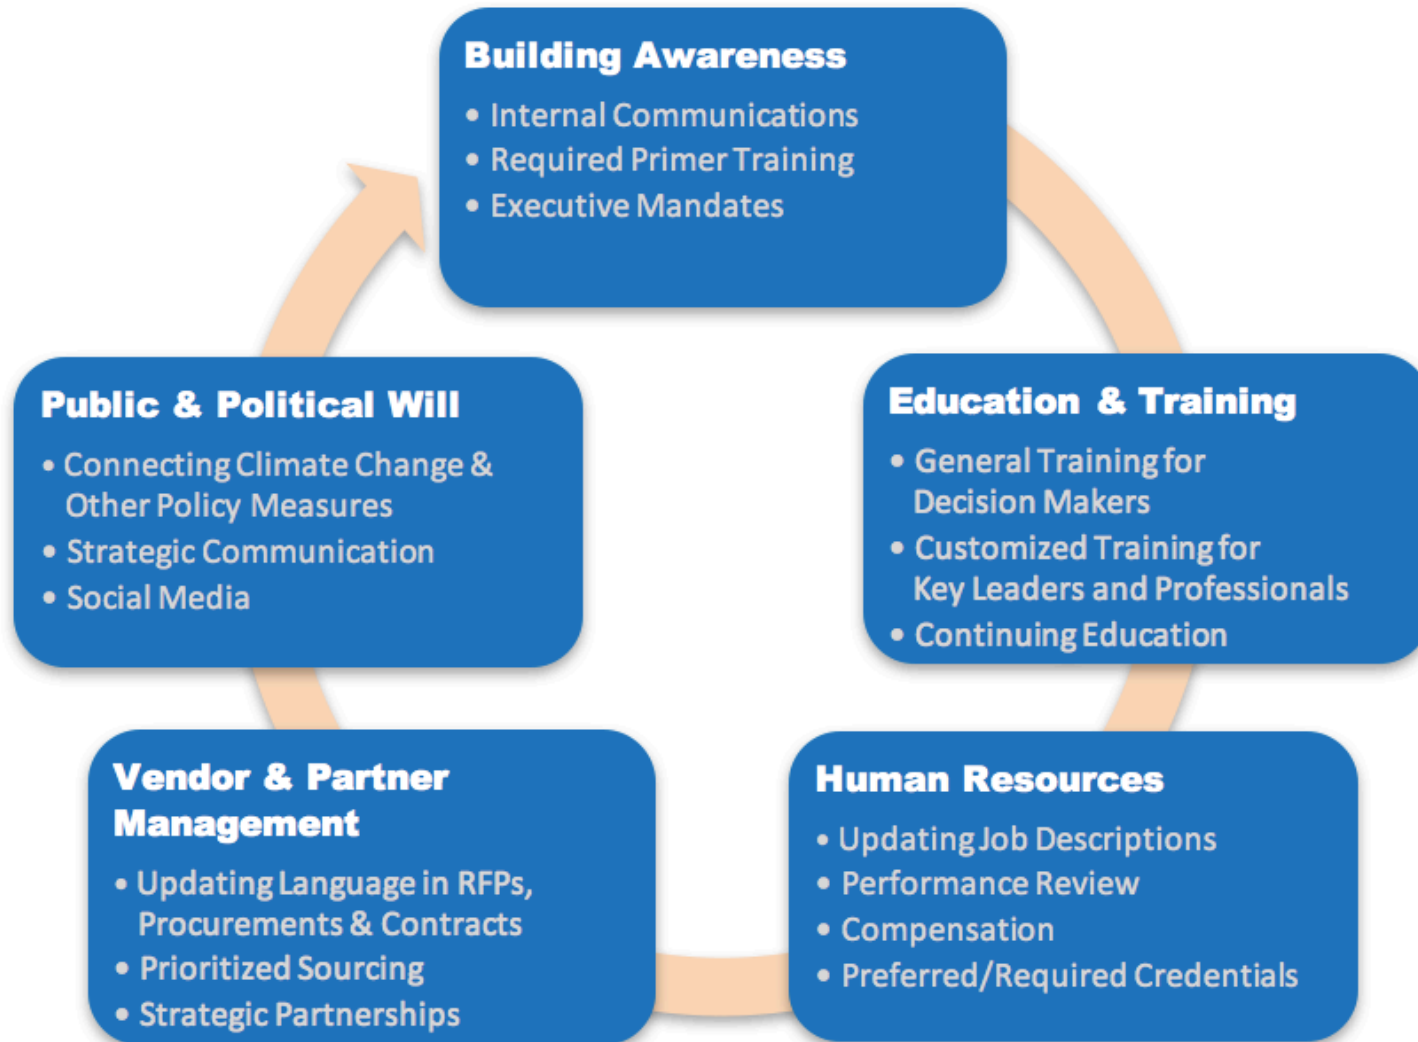 Building Awareness
• Internal Communications
• Required Primer Training
• Executive Mandates
Education & Training
• General Training for
Decision Makers
• Customized Training for
Key Leaders and Professionals
• Continuing Education
Human Resources
• Updating Job Descriptions
• Performance Review
• Compensation
• Preferred/Required Credentials
Vendor & Partner
Management
• Updating Language in RFPs,
Procurements & Contracts
• Prioritized Sourcing
• Strategic Partnerships
Public & Political Will
• Connecting Climate Change &
Other Policy Measures
• Strategic Communication
• Social Media